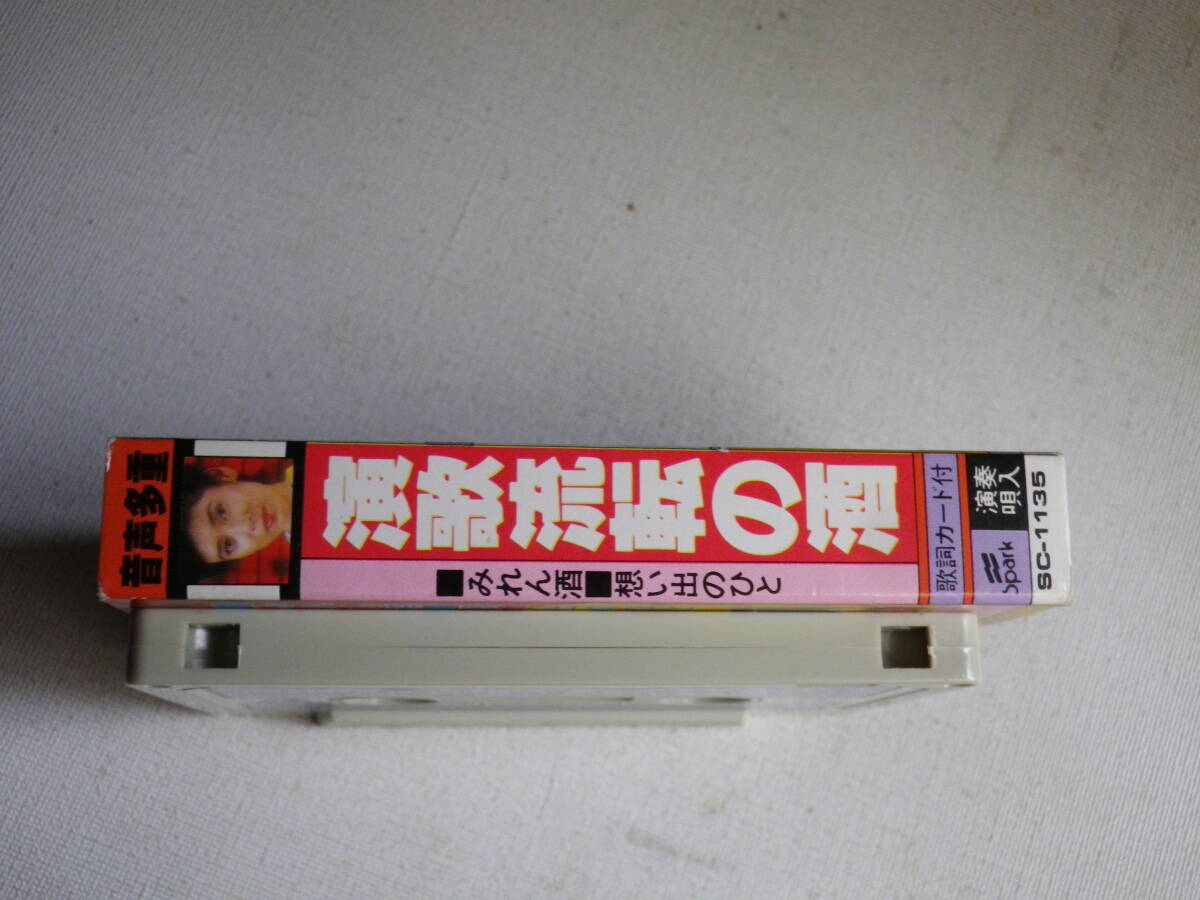 音声多重
演歌流転の酒
■みれん酒■想い出のひと
歌詞カード付
演奏
唄入
Spark
SC-1135